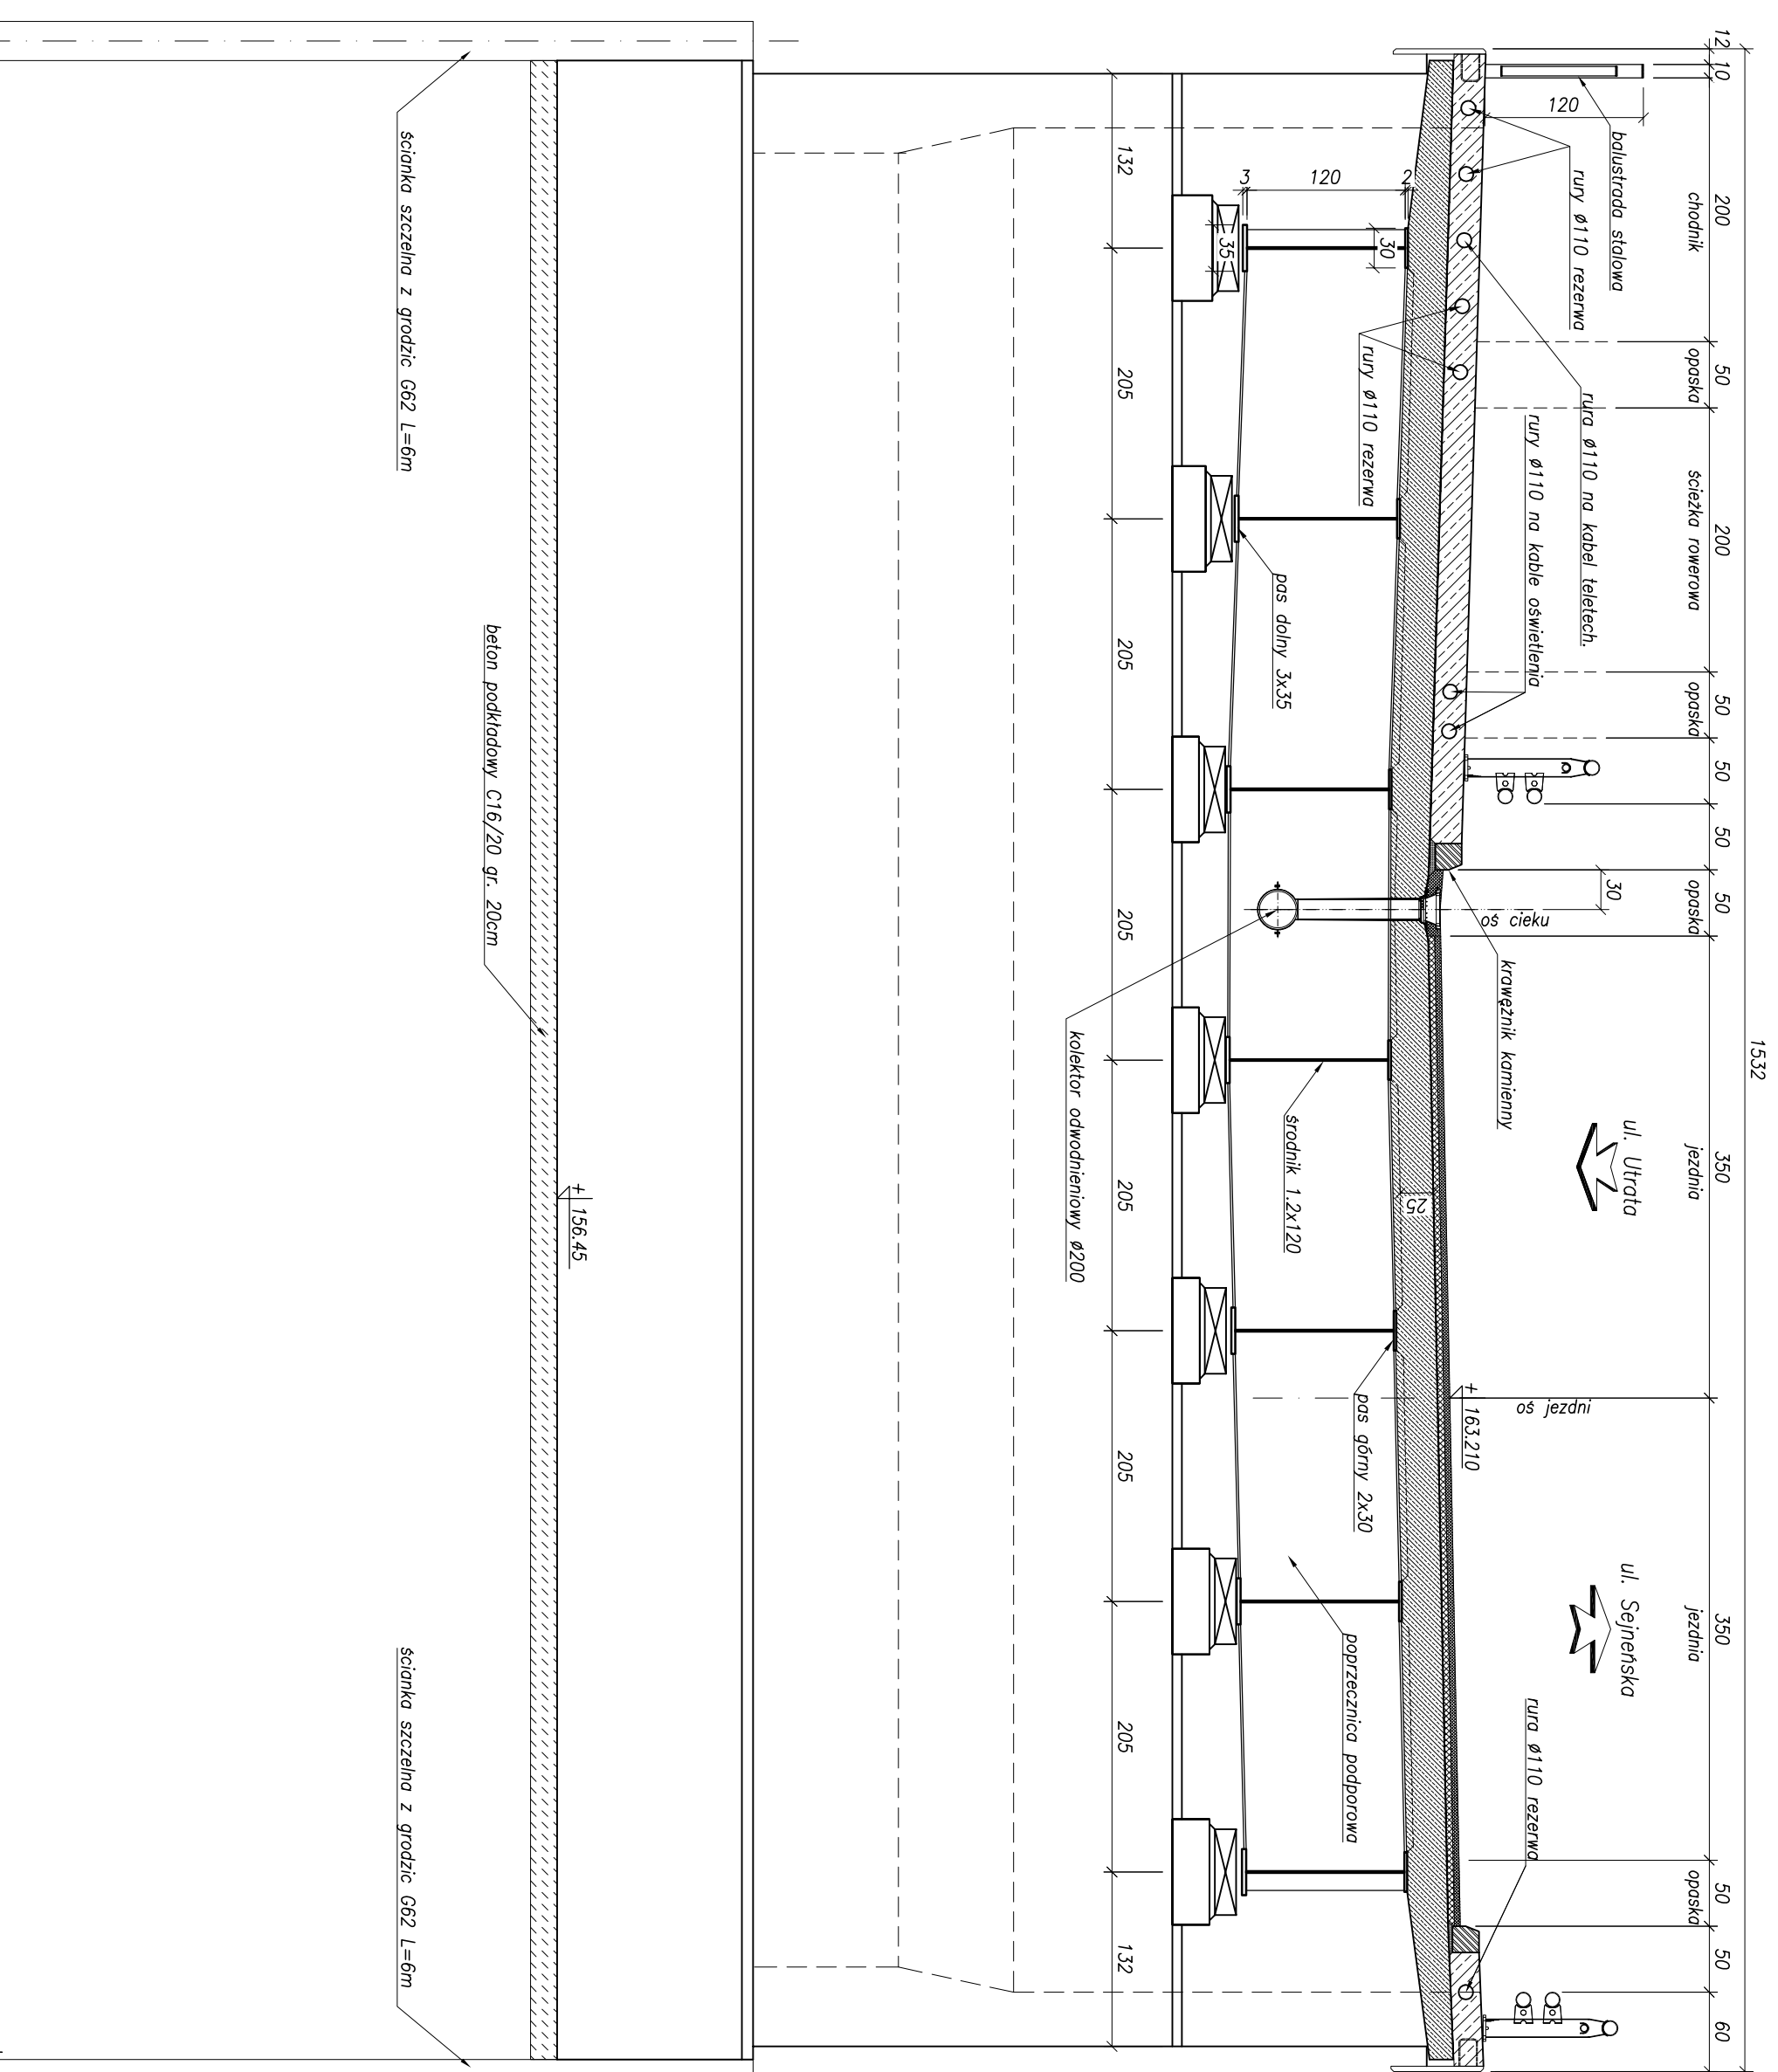 1532
12
10
200
chodnik
50
opaska
200
ścieżka rowerowa
50
opaska
50
50
50
opaska
350
jezdnia
350
jezdnia
50
opaska
50
60
ul. Utrata
ul. Sejneńska
120
balustrada stalowa
rury ø110 rezerwa
rura ø110 na kabel teletech.
rury ø110 na kable oświetlenia
30
oś cieku
krawężnik kamienny
oś jezdni
+ 163.210
rura ø110 rezerwa
rury ø110 rezerwa
2
120
3
30
35
25
pas dolny 3x35
środnik 1.2x120
pas górny 2x30
poprzecznica podporowa
kolektor odwodnieniowy ø200
132
205
205
205
205
205
205
132
+ 156.45
beton podkładowy C16/20 gr. 20cm
ścianka szczelna z grodzic G62 L=6m
ścianka szczelna z grodzic G62 L=6m